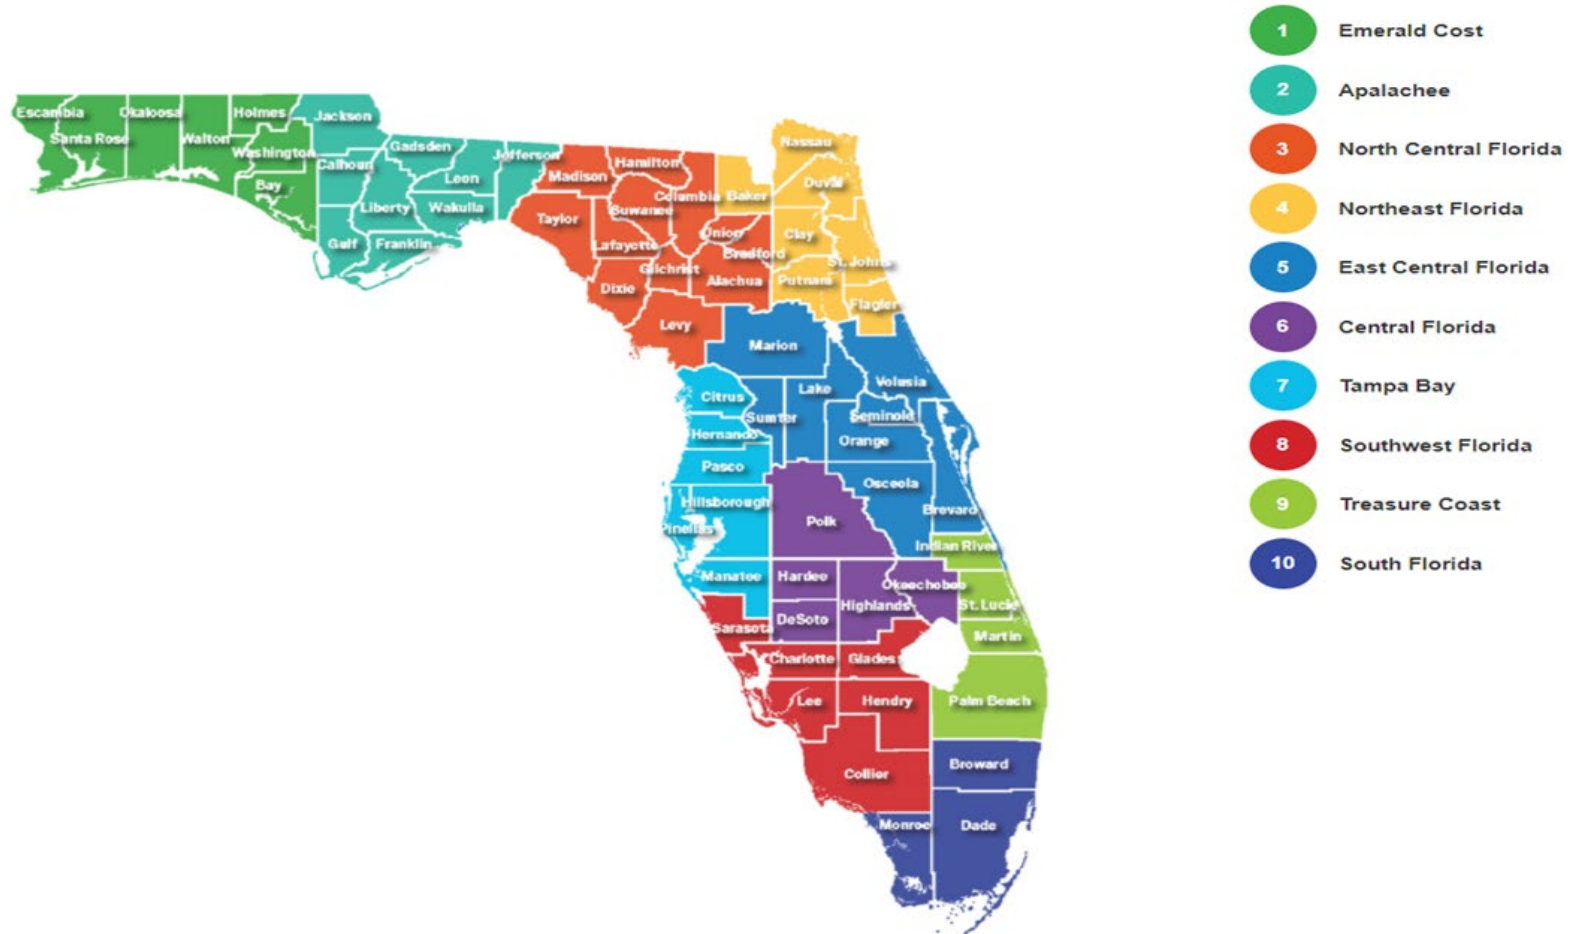 1 Emerald Cost
2 Apalachee
3 North Central Florida
4 Northeast Florida
5 East Central Florida
6 Central Florida
7 Tampa Bay
8 Southwest Florida
9 Treasure Coast
10 South Florida
Escambia
Santa Rosa
Okaloosa
Walton
Holmes
Washington
Bay
Jackson
Calhoun
Gulf
Liberty
Franklin
Gadsden
Leon
Wakulla
Jefferson
Madison
Taylor
Hamilton
Suwanee
Lafayette
Dixie
Columbia
Gilchrist
Levy
Union
Bradford
Alachua
Baker
Nassau
Duval
Clay
St. Johns
Putnam
Flagler
Marion
Volusia
Lake
Sumter
Seminole
Orange
Osceola
Brevard
Citrus
Hernando
Pasco
Hillsborough
Pinellas
Manatee
Polk
Hardee
DeSoto
Highlands
Okeechobee
Indian River
St. Lucie
Martin
Palm Beach
Sarasota
Charlotte
Glades
Lee
Hendry
Collier
Broward
Monroe
Dade